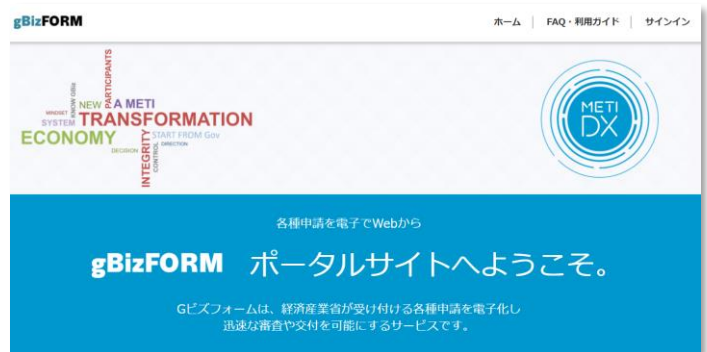 gBizFORM
ホーム | FAQ・利用ガイド | サインイン
PARTICIPANTS
KNOW GBiz
NEW
A METI
MINDSET
SYSTEM
TRANSFORMATION
ECONOMY
START FROM Gov
DECISION
INTEGRITY
CONTROL
DIRECTION
METI
DX
各種申請を電子でWebから
gBizFORM ポータルサイトへようこそ。
Gビズフォームは、経済産業省が受け付ける各種申請を電子化し
迅速な審査や交付を可能にするサービスです。